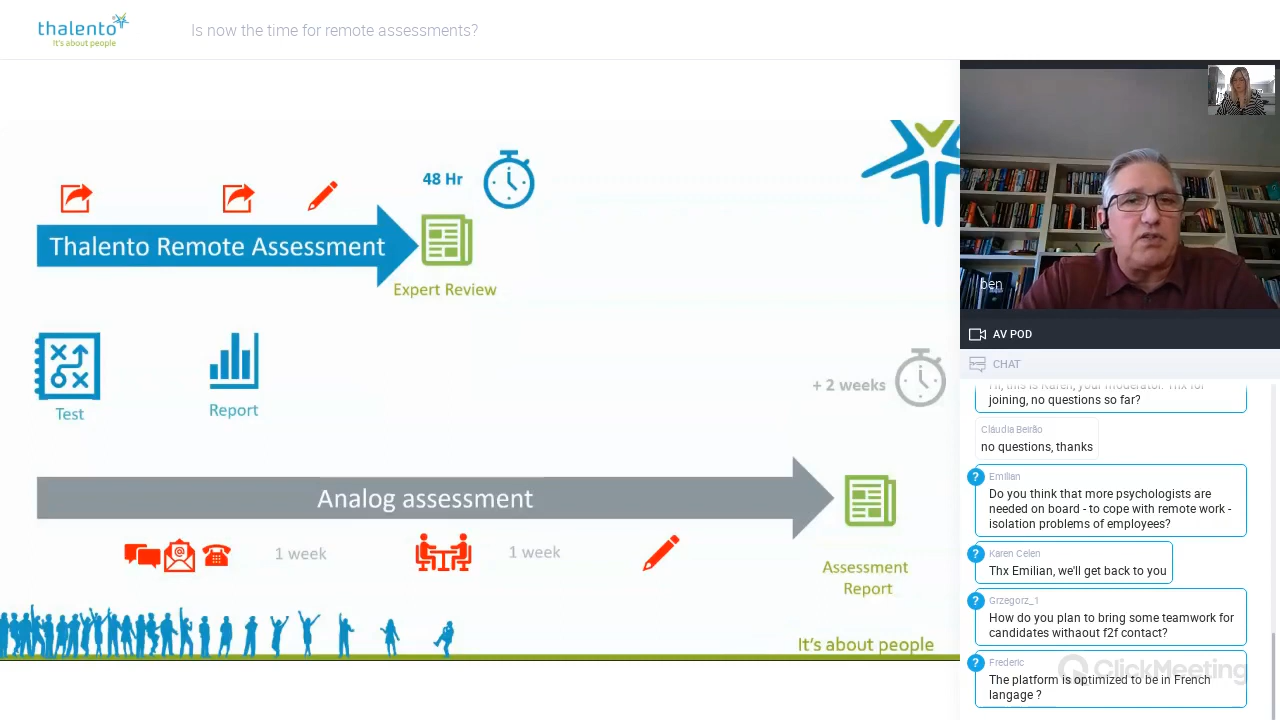 thalento
It's about people
Is now the time for remote assessments?
48 Hr
Thalento Remote Assessment
Expert Review
Test
Report
+ 2 weeks
Analog assessment
1 week
1 week
Assessment
Report
It's about people
ben
AV POD
CHAT
Hi, this is Karen, your moderator. Thx for
joining, no questions so far?
Cláudia Beirão
no questions, thanks
Emilian
Do you think that more psychologists are
needed on board - to cope with remote work -
isolation problems of employees?
Karen Celen
Thx Emilian, we'll get back to you
Grzegorz_1
How do you plan to bring some teamwork for
candidates withaout f2f contact?
Frederic
The platform is optimized to be in French
langage ?
ClickMeeting